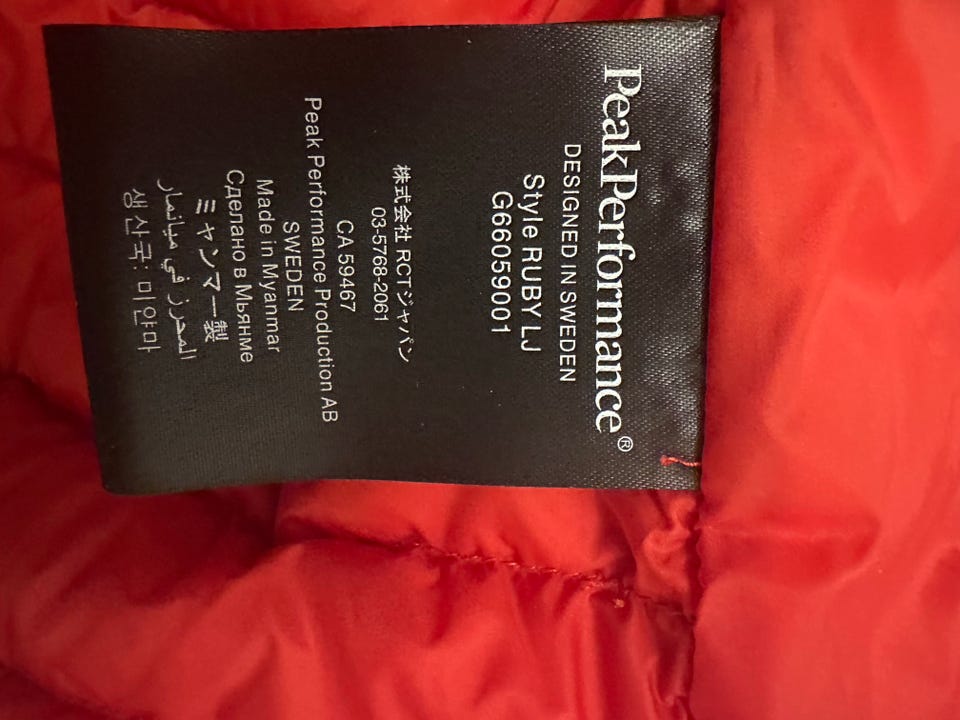 PeakPerformance®
DESIGNED IN SWEDEN
Style RUBY LJ
G66059001
株式会社 RCTジャパン
03-5768-2061
CA 59467
Peak Performance Production AB
SWEDEN
Made in Myanmar
Сделано в Мьянме
ミャンマー製
المحرز في ميانمار
생산국: 미얀마